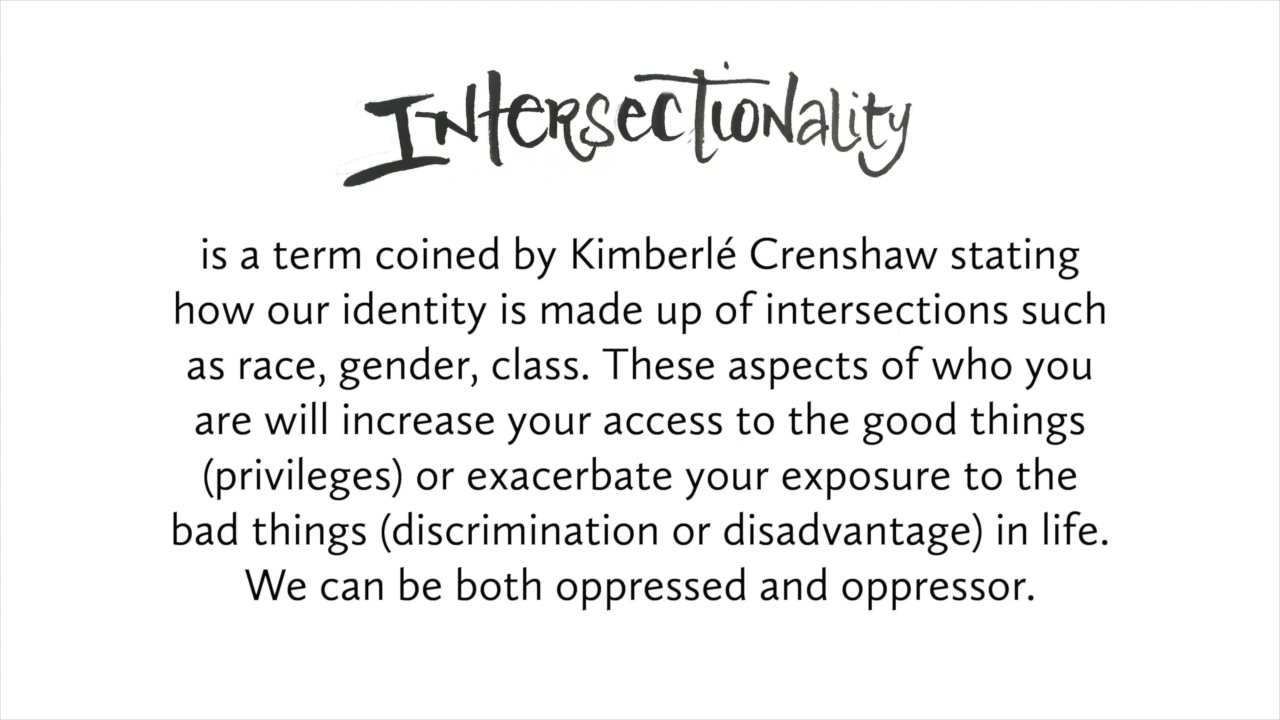 Intersectionality
is a term coined by Kimberlé Crenshaw stating
how our identity is made up of intersections such
as race, gender, class. These aspects of who you
are will increase your access to the good things
(privileges) or exacerbate your exposure to the
bad things (discrimination or disadvantage) in life.
We can be both oppressed and oppressor.